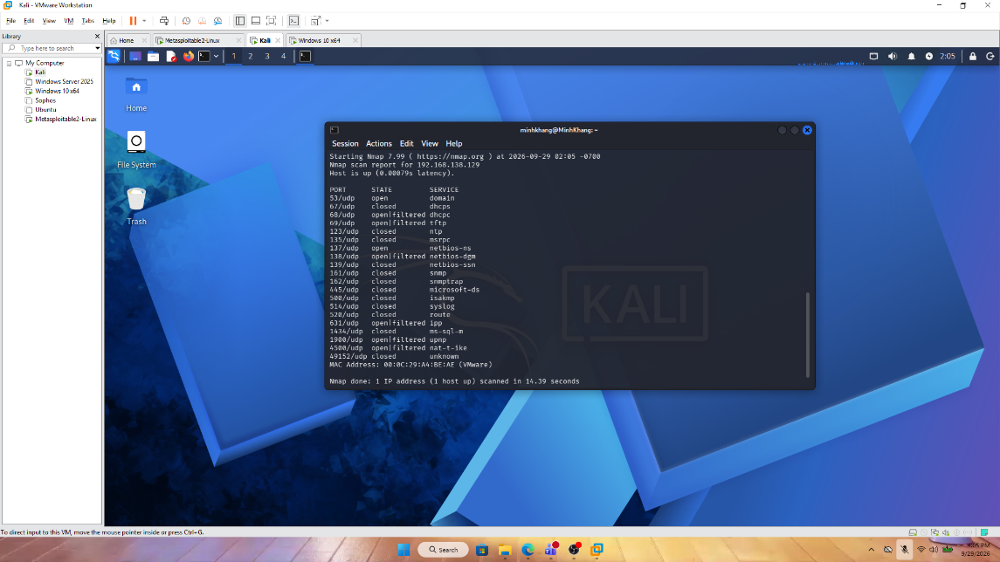 Kali - VMware Workstation
File Edit View VM Tabs Help
Library
Type here to search
My Computer
Kali
Windows Server 2025
Windows 10 x64
Sophos
Ubuntu
Metasploitable2-Linux
Home Metasploitable2-Linux Kali Windows 10 x64
1 2 3 4
2:05
Home
File System
Trash
minhkhang@MinhKhang: ~
Session Actions Edit View Help
Starting Nmap 7.99 ( https://nmap.org ) at 2026-09-29 02:05 -0700
Nmap scan report for 192.168.138.129
Host is up (0.00079s latency).
PORT STATE SERVICE
53/udp open domain
67/udp closed dhcps
68/udp open|filtered dhcpc
69/udp open|filtered tftp
123/udp closed ntp
135/udp closed msrpc
137/udp open netbios-ns
138/udp open|filtered netbios-dgm
139/udp closed netbios-ssn
161/udp closed snmp
162/udp closed snmptrap
445/udp closed microsoft-ds
500/udp closed isakmp
514/udp closed syslog
520/udp closed route
631/udp open|filtered ipp
1434/udp closed ms-sql-m
1900/udp open|filtered upnp
4500/udp open|filtered nat-t-ike
49152/udp closed unknown
MAC Address: 00:0C:29:A4:BE:AE (VMware)
Nmap done: 1 IP address (1 host up) scanned in 14.39 seconds
KALI
To direct input to this VM, move the mouse pointer inside or press Ctrl+G.
Search
9/29/2026